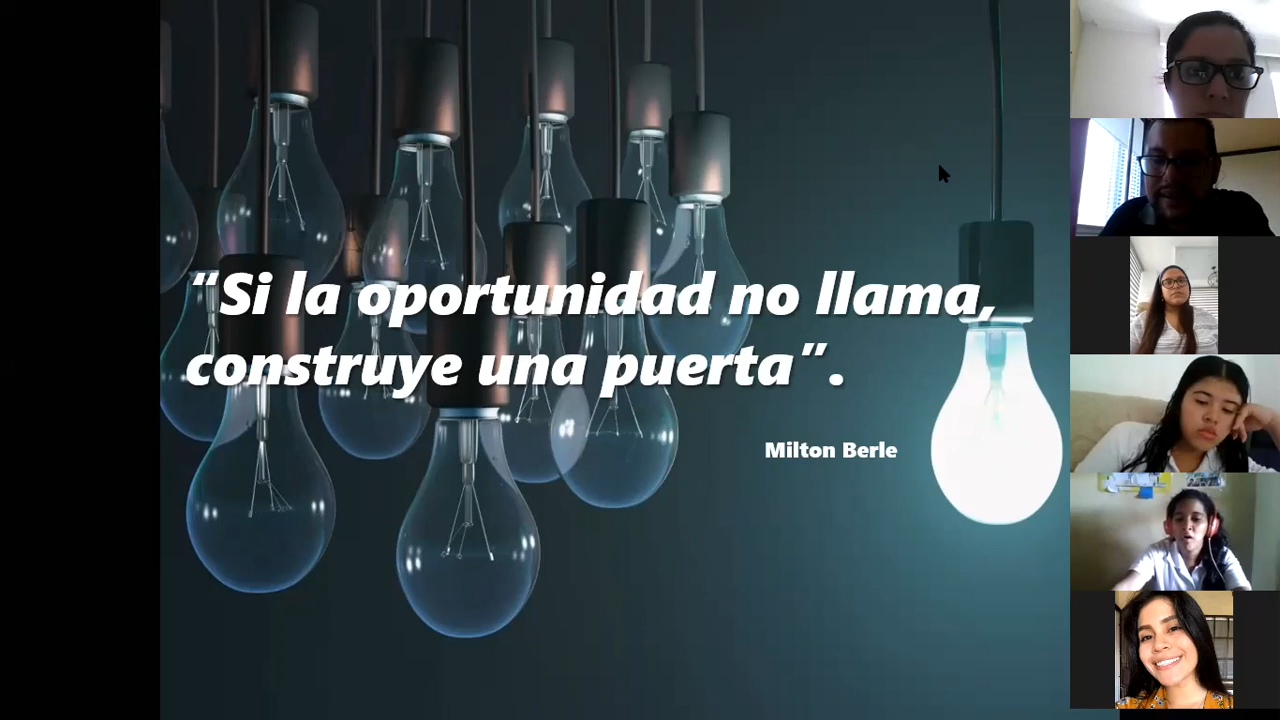 “Si la oportunidad no llama,
construye una puerta”.
Milton Berle